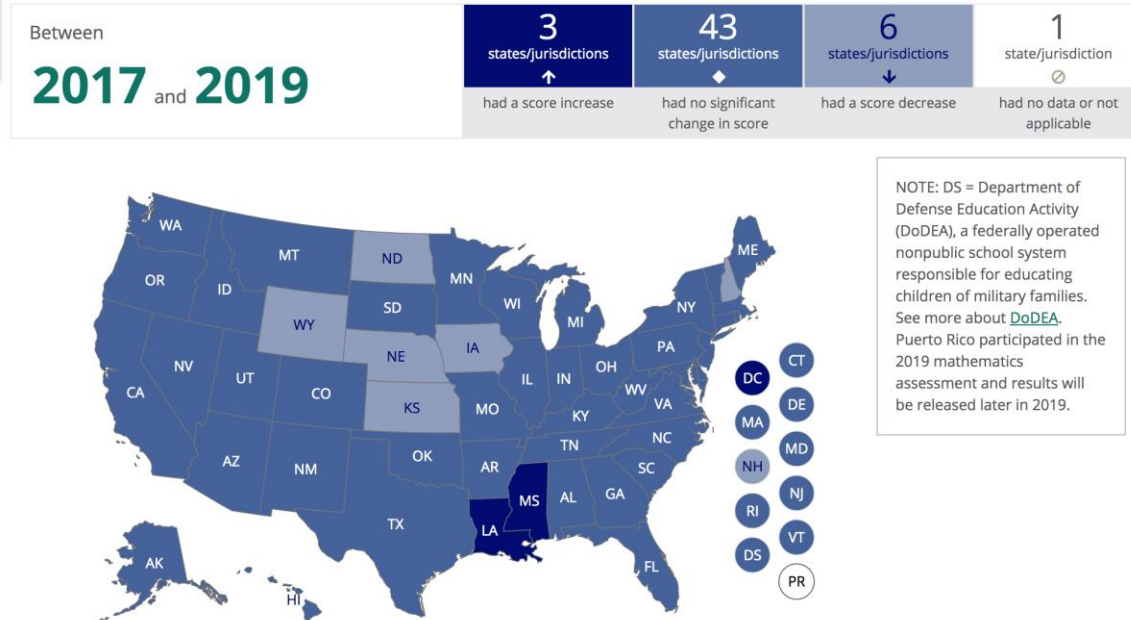 Between
2017 and 2019
3
states/jurisdictions
had a score increase
43
states/jurisdictions
had no significant
change in score
6
states/jurisdictions
had a score decrease
1
state/jurisdiction
had no data or not
applicable
NOTE: DS = Department of
Defense Education Activity
(DoDEA), a federally operated
nonpublic school system
responsible for educating
children of military families.
See more about DoDEA.
Puerto Rico participated in the
2019 mathematics
assessment and results will
be released later in 2019.
WA
MT
ND
MN
ME
OR
ID
SD
WI
NY
WY
MI
NE
IA
PA
NV
UT
CO
KS
MO
IL
IN
OH
WV
VA
KY
CA
AZ
NM
OK
AR
TN
NC
SC
TX
LA
MS
AL
GA
FL
AK
HI
DC
CT
MA
DE
NH
MD
RI
NJ
DS
VT
PR